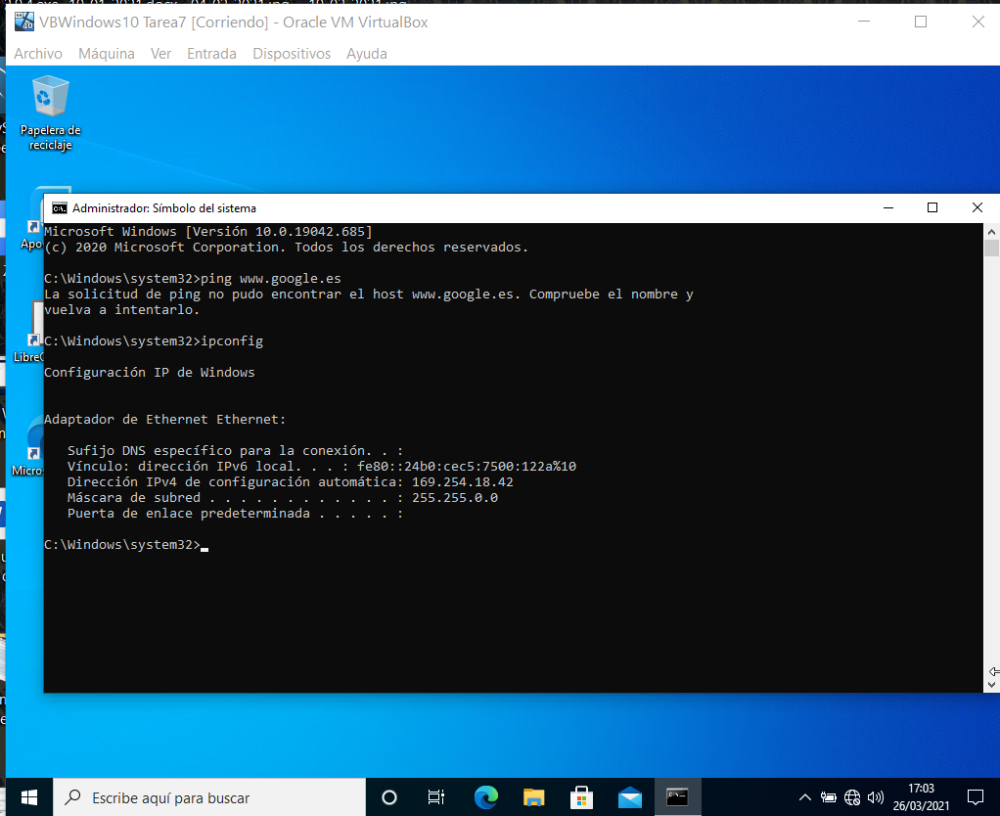 VBWindows10 Tarea7 [Corriendo] - Oracle VM VirtualBox
Archivo Máquina Ver Entrada Dispositivos Ayuda
Papelera de
reciclaje
Administrador: Símbolo del sistema
Microsoft Windows [Versión 10.0.19042.685]
(c) 2020 Microsoft Corporation. Todos los derechos reservados.
C:\Windows\system32>ping www.google.es
La solicitud de ping no pudo encontrar el host www.google.es. Compruebe el nombre y
vuelva a intentarlo.
C:\Windows\system32>ipconfig
Configuración IP de Windows
Adaptador de Ethernet Ethernet:
Sufijo DNS específico para la conexión. . :
Vínculo: dirección IPv6 local. . . : fe80::24b0:cec5:7500:122a%10
Dirección IPv4 de configuración automática: 169.254.18.42
Máscara de subred . . . . . . . . . . . . : 255.255.0.0
Puerta de enlace predeterminada . . . . . :
C:\Windows\system32>
Escribe aquí para buscar
17:03
26/03/2021